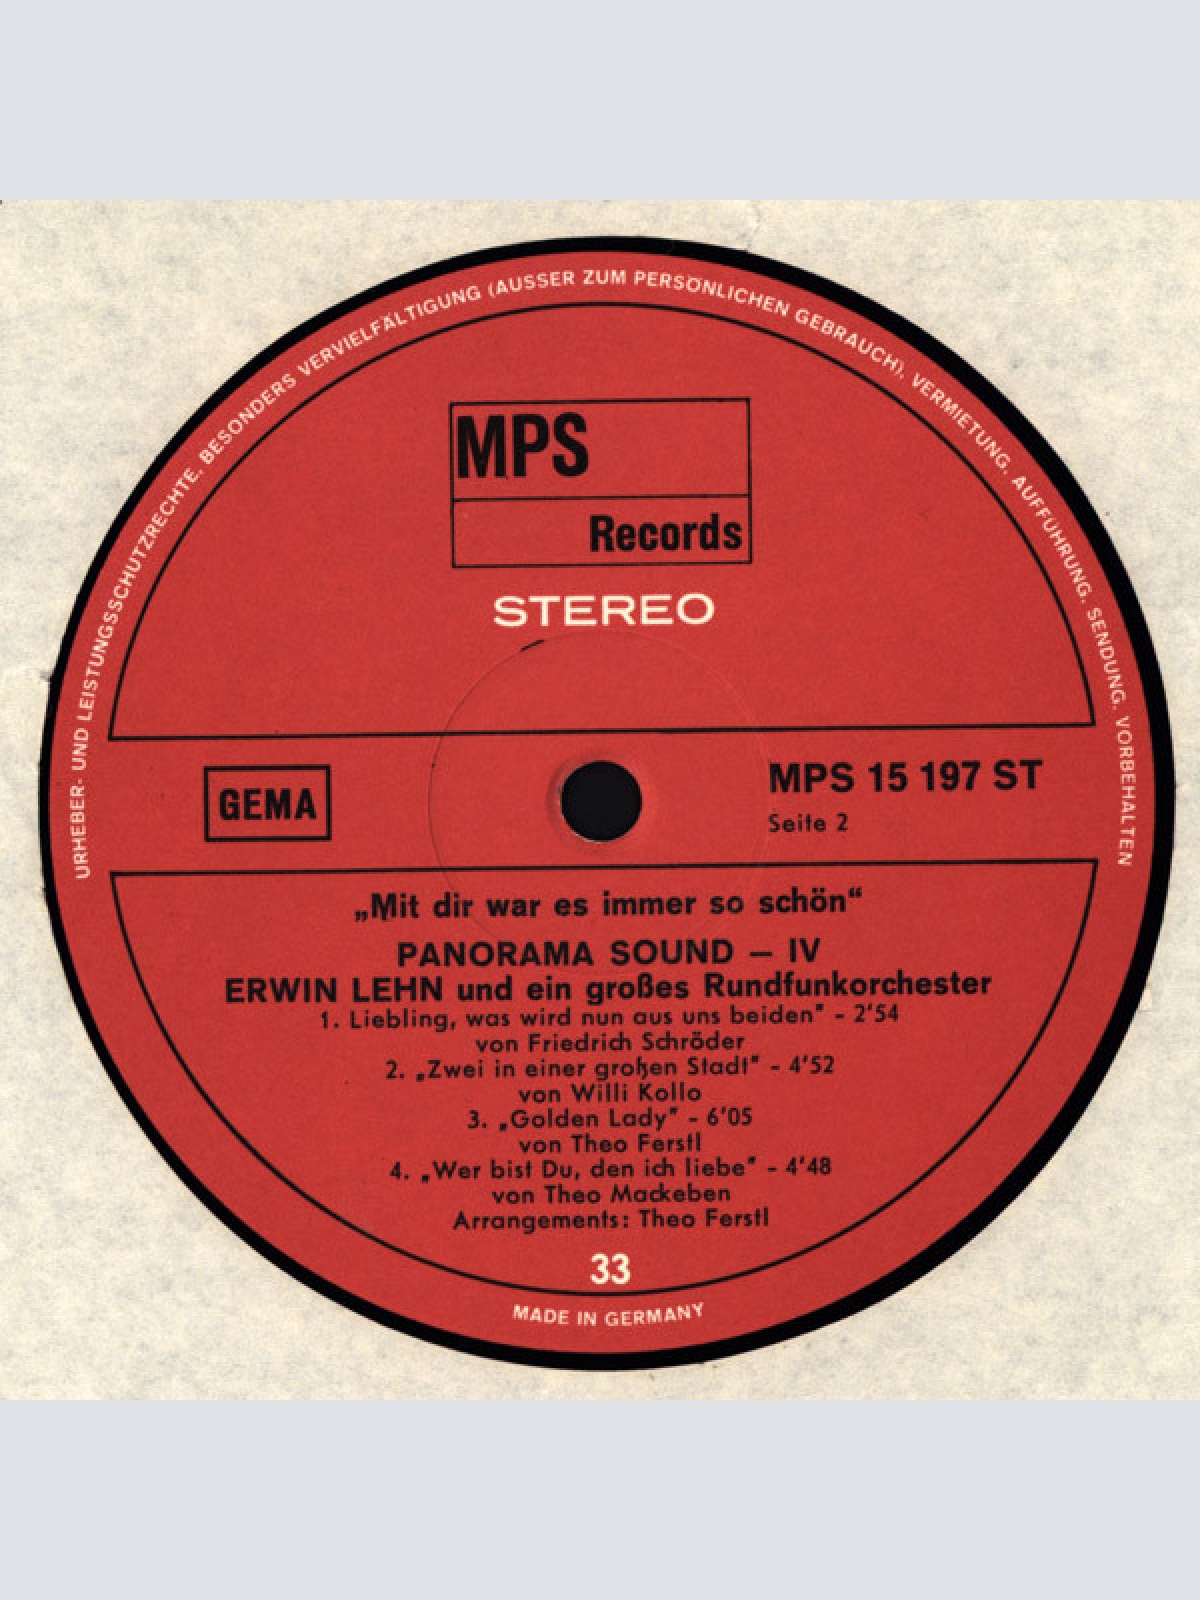 URHEBER- UND LEISTUNGSSCHUTZRECHTE, BESONDERS VERVIELFÄLTIGUNG (AUSSER ZUM PERSÖNLICHEN GEBRAUCH), VERMIETUNG, AUFFÜHRUNG, SENDUNG, VORBEHALTEN
MPS
Records
STEREO
GEMA
MPS 15 197 ST
Seite 2
„Mit dir war es immer so schön“
PANORAMA SOUND – IV
ERWIN LEHN und ein großes Rundfunkorchester
1. Liebling, was wird nun aus uns beiden" - 2'54
von Friedrich Schröder
2. „Zwei in einer großen Stadt" - 4'52
von Willi Kollo
3. „Golden Lady" - 6'05
von Theo Ferstl
4. „Wer bist Du, den ich liebe" - 4'48
von Theo Mackeben
Arrangements: Theo Ferstl
33
MADE IN GERMANY